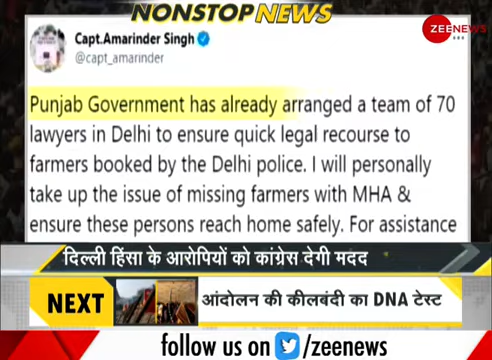 NONSTOP NEWS
ZEENEWS
Capt.Amarinder Singh
@capt_amarinder
Punjab Government has already arranged a team of 70
lawyers in Delhi to ensure quick legal recourse to
farmers booked by the Delhi police. I will personally
take up the issue of missing farmers with MHA &
ensure these persons reach home safely. For assistance
दिल्ली हिंसा के आरोपियों को कांग्रेस देगी मदद
NEXT
आंदोलन की कीलबंदी का DNA टेस्ट
follow us on /zeenews